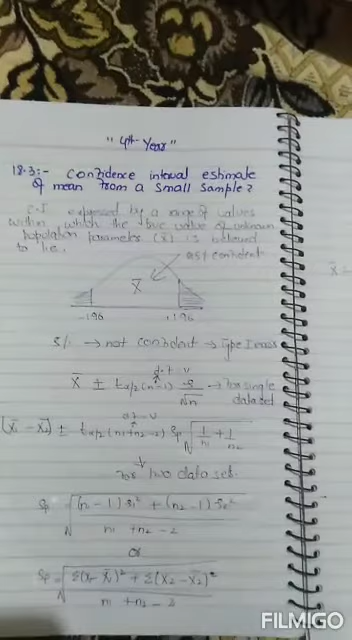 "4th-Year"
18.3:- Confidence interval estimate
of mean from a small sample?
C.I expressed by a range of values
within which the true value of unknown
population parameter (x̄) is believed
to lie.
95% confident
X̄
-1.96 +1.96
5% → not confident → Type I error
d.f = v
X̄ ± tα/2 (n-1) s/√n → For single
data set
d.f = v
(X̄1 - X̄2) ± tα/2 (n1+n2-2) Sp √(1/n1 + 1/n2)
↓
For Two data set.
Sp = √((n-1)s1² + (n2-1)s2² / n1+n2-2)
or
Sp = √(Σ(x1-X̄1)² + Σ(X2-X̄2)² / n1+n2-2)
X̄ =
FILMIGO